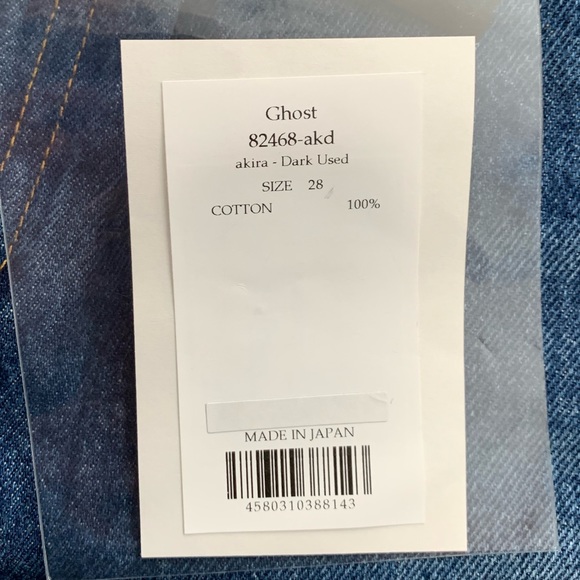 Ghost
82468-akd
akira - Dark Used
SIZE 28
COTTON 100%
MADE IN JAPAN
4580310388143